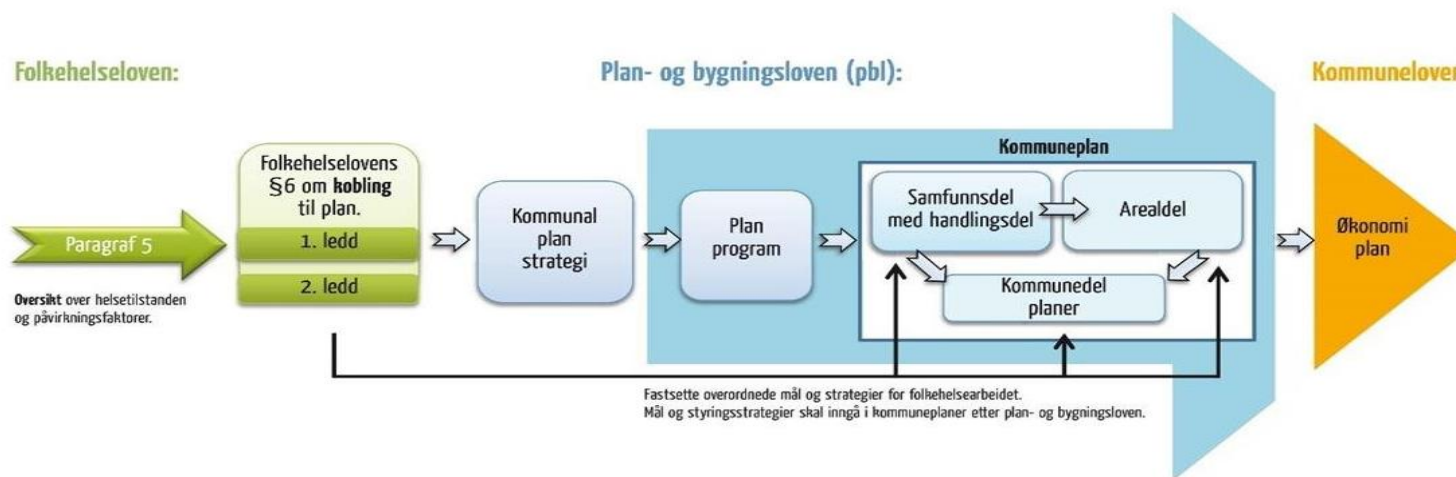 Folkehelseloven:
Plan- og bygningsloven (pbl):
Kommuneloven
Paragraf 5
Oversikt over helsetilstanden
og påvirkningsfaktorer.
Folkehelselovens
§6 om kobling
til plan.
1. ledd
2. ledd
Kommunal
plan
strategi
Plan
program
Kommuneplan
Samfunnsdel
med handlingsdel
Arealdel
Kommunedel
planer
Økonomi
plan
Fastsette overordnede mål og strategier for folkehelsearbeidet.
Mål og styringsstrategier skal inngå i kommuneplaner etter plan- og bygningsloven.